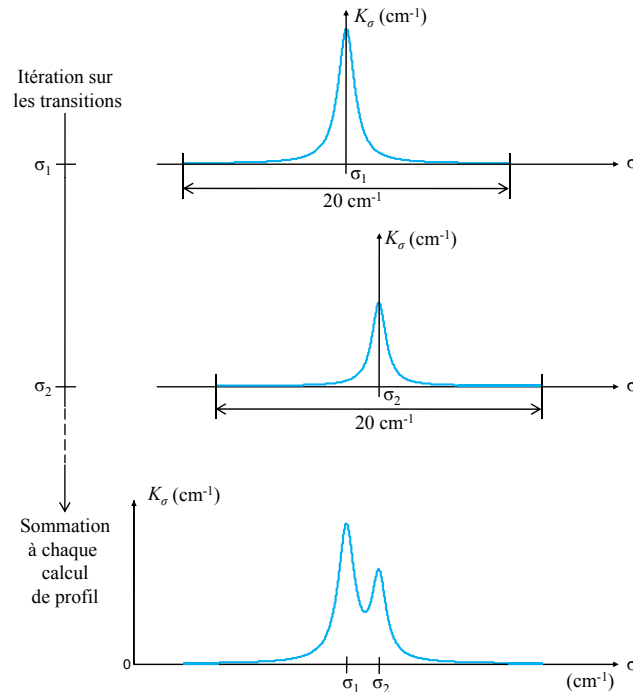 K_σ (cm⁻¹)
Itération sur
les transitions
σ₁
σ₁
σ
20 cm⁻¹
K_σ (cm⁻¹)
σ₂
σ₂
σ
20 cm⁻¹
K_σ (cm⁻¹)
Sommation
à chaque
calcul
de profil
0
σ
σ₁ σ₂
(cm⁻¹)